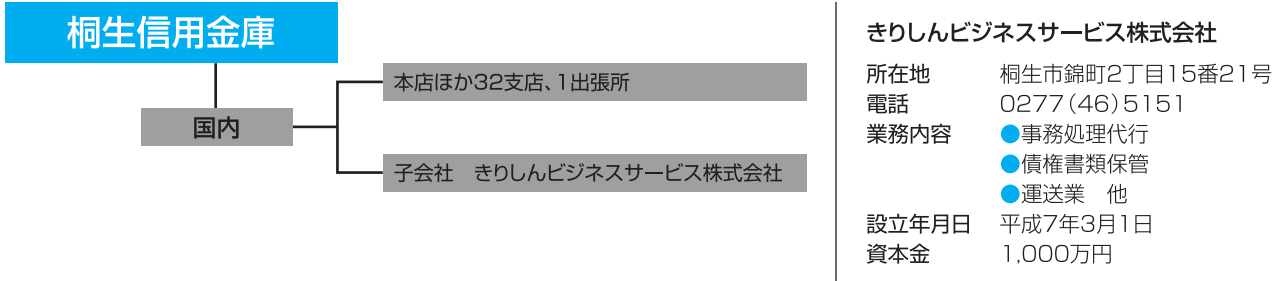 桐生信用金庫
国内
本店ほか32支店、1出張所
子会社　きりしんビジネスサービス株式会社
きりしんビジネスサービス株式会社
所在地　桐生市錦町2丁目15番21号
電話　0277（46）5151
業務内容　●事務処理代行
●債権書類保管
●運送業　他
設立年月日　平成7年3月1日
資本金　1,000万円